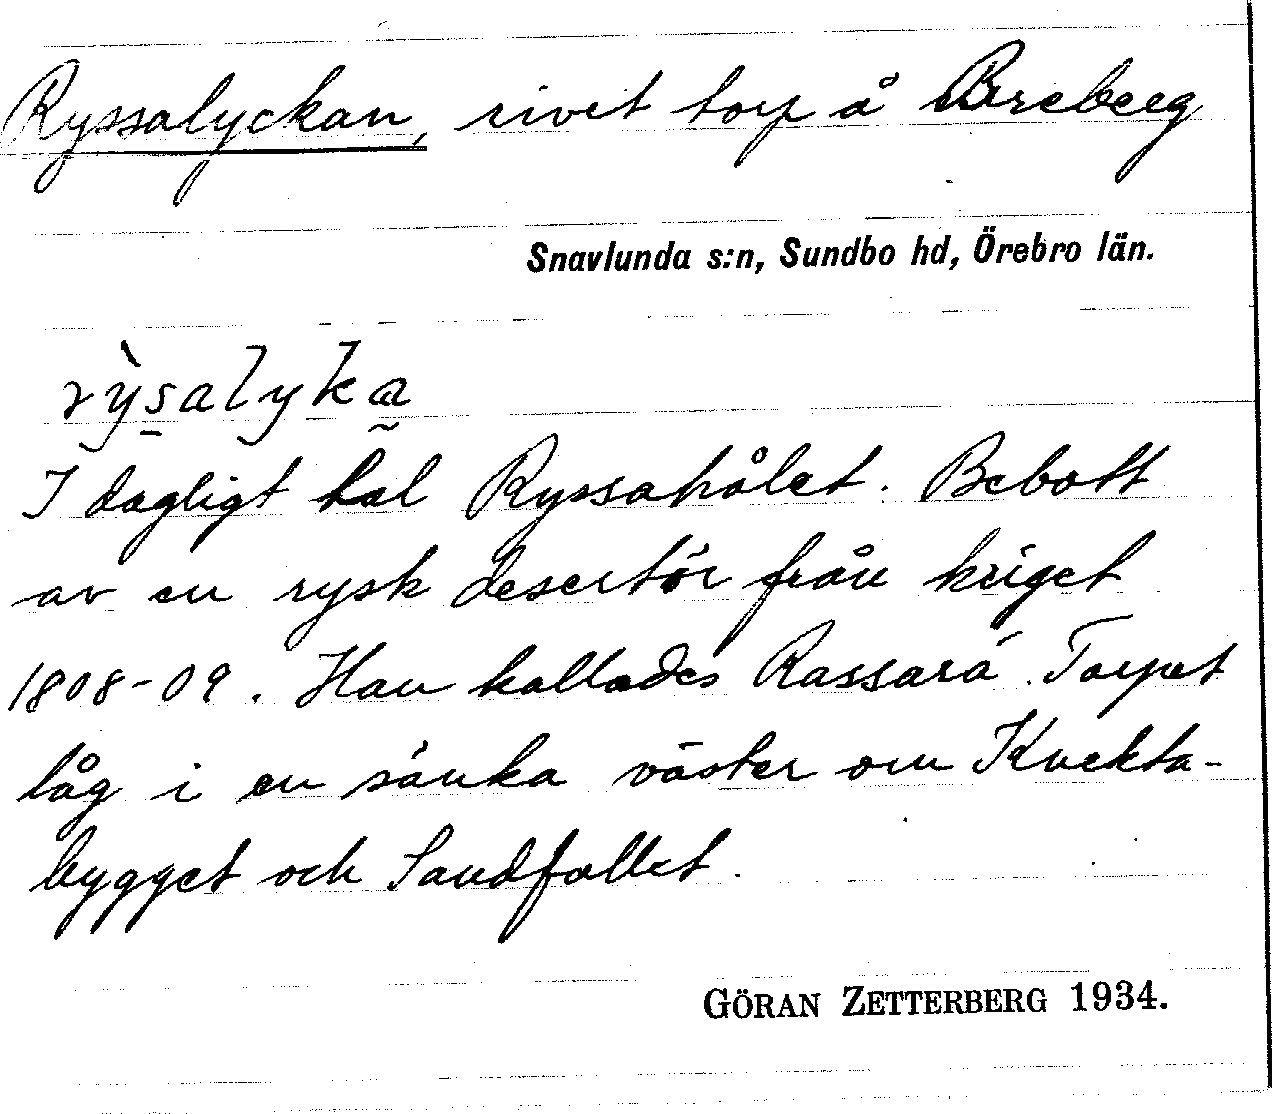 Ryssalyckan, rivet torp å Breberg
Snavlunda s:n, Sundbo hd, Örebro län.
rỳsalyka
I dagligt tal Ryssahålet. Bebott
av en rysk desertör från kriget
1808-09. Han kallades Rassará. Torpet
låg i en sänka väster om Knekta-
bygget och Sandfallet.
GÖRAN ZETTERBERG 1934.